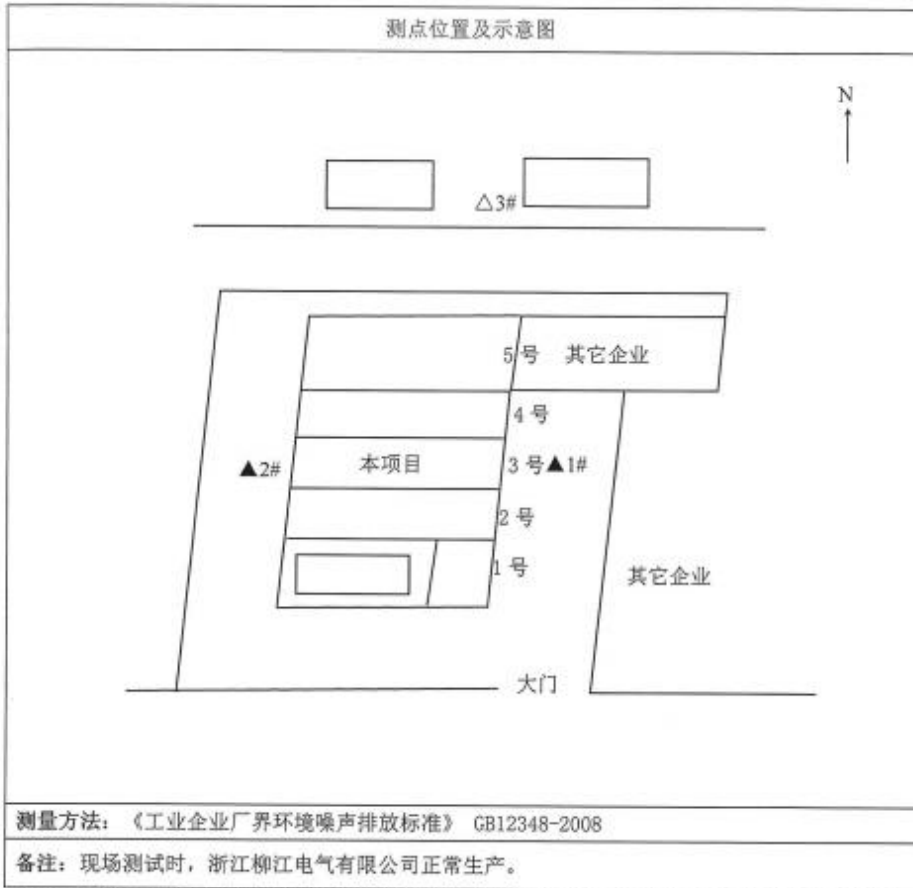 测点位置及示意图
N
△3#
5号 其它企业
4号
▲2# 本项目 3号▲1#
2号
1号 其它企业
大门
测量方法：《工业企业厂界环境噪声排放标准》 GB12348-2008
备注：现场测试时，浙江柳江电气有限公司正常生产。